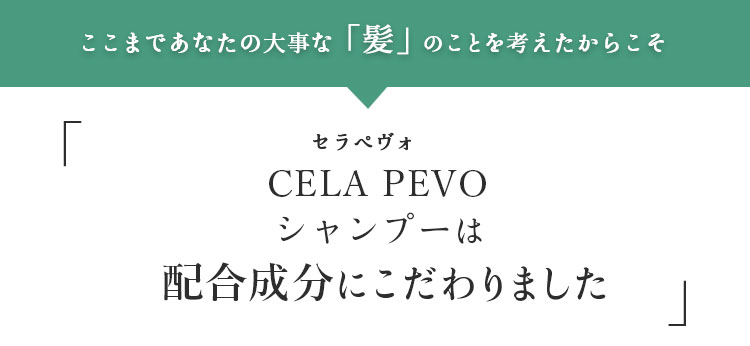 ここまであなたの大事な「髪」のことを考えたからこそ
「
セラペヴォ
CELA PEVO
シャンプーは
配合成分にこだわりました
」